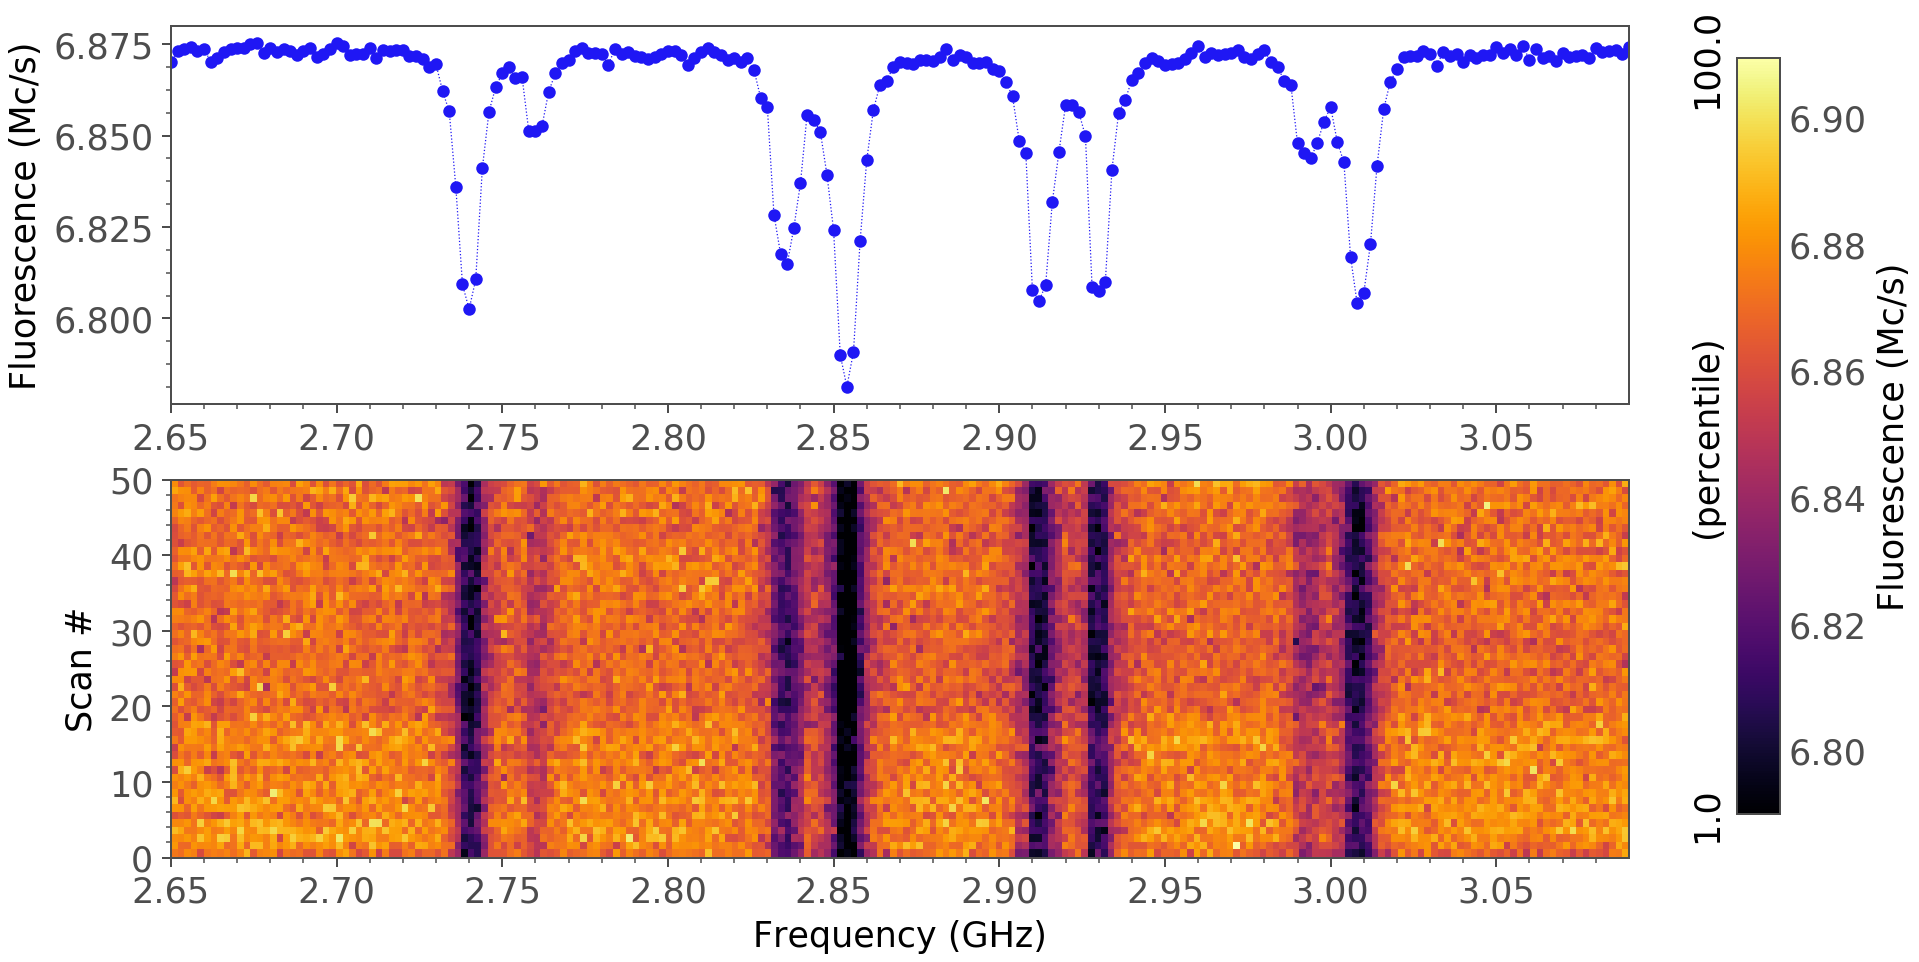 Fluorescence (Mc/s)
6.875
6.850
6.825
6.800
2.65 2.70 2.75 2.80 2.85 2.90 2.95 3.00 3.05
Scan #
50
40
30
20
10
0
2.65 2.70 2.75 2.80 2.85 2.90 2.95 3.00 3.05
Frequency (GHz)
100.0
(percentile)
1.0
6.90
6.88
6.86
6.84
6.82
6.80
Fluorescence (Mc/s)